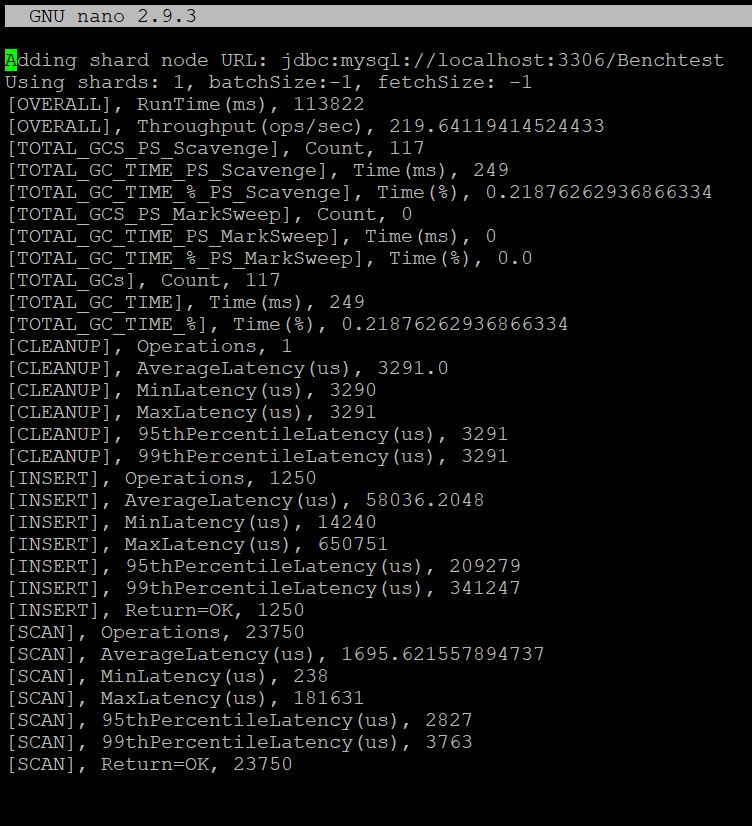 GNU nano 2.9.3
Adding shard node URL: jdbc:mysql://localhost:3306/Benchtest
Using shards: 1, batchSize:-1, fetchSize: -1
[OVERALL], RunTime(ms), 113822
[OVERALL], Throughput(ops/sec), 219.64119414524433
[TOTAL_GCS_PS_Scavenge], Count, 117
[TOTAL_GC_TIME_PS_Scavenge], Time(ms), 249
[TOTAL_GC_TIME_%_PS_Scavenge], Time(%), 0.21876262936866334
[TOTAL_GCS_PS_MarkSweep], Count, 0
[TOTAL_GC_TIME_PS_MarkSweep], Time(ms), 0
[TOTAL_GC_TIME_%_PS_MarkSweep], Time(%), 0.0
[TOTAL_GCs], Count, 117
[TOTAL_GC_TIME], Time(ms), 249
[TOTAL_GC_TIME_%], Time(%), 0.21876262936866334
[CLEANUP], Operations, 1
[CLEANUP], AverageLatency(us), 3291.0
[CLEANUP], MinLatency(us), 3290
[CLEANUP], MaxLatency(us), 3291
[CLEANUP], 95thPercentileLatency(us), 3291
[CLEANUP], 99thPercentileLatency(us), 3291
[INSERT], Operations, 1250
[INSERT], AverageLatency(us), 58036.2048
[INSERT], MinLatency(us), 14240
[INSERT], MaxLatency(us), 650751
[INSERT], 95thPercentileLatency(us), 209279
[INSERT], 99thPercentileLatency(us), 341247
[INSERT], Return=OK, 1250
[SCAN], Operations, 23750
[SCAN], AverageLatency(us), 1695.621557894737
[SCAN], MinLatency(us), 238
[SCAN], MaxLatency(us), 181631
[SCAN], 95thPercentileLatency(us), 2827
[SCAN], 99thPercentileLatency(us), 3763
[SCAN], Return=OK, 23750